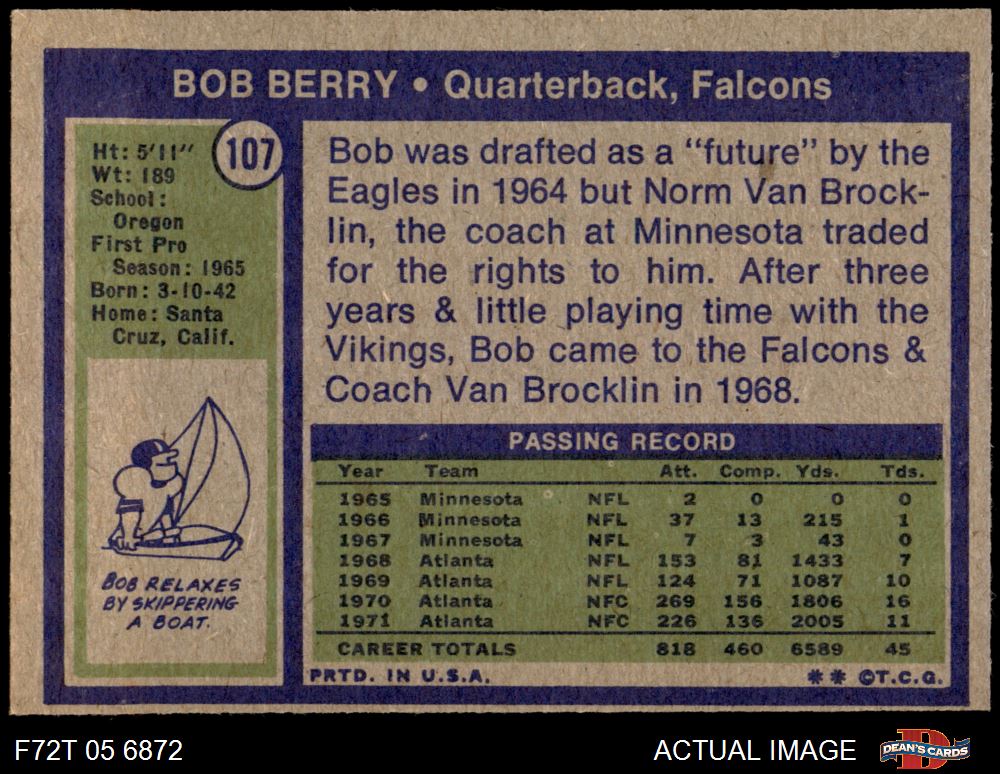 BOB BERRY • Quarterback, Falcons
107
Ht: 5'11"
Wt: 189
School:
Oregon
First Pro
Season: 1965
Born: 3-10-42
Home: Santa
Cruz, Calif.
BOB RELAXES
BY SKIPPERING
A BOAT.
Bob was drafted as a "future" by the
Eagles in 1964 but Norm Van Brock-
lin, the coach at Minnesota traded
for the rights to him. After three
years & little playing time with the
Vikings, Bob came to the Falcons &
Coach Van Brocklin in 1968.
PASSING RECORD
Year Team Att. Comp. Yds. Tds.
1965 Minnesota NFL 2 0 0 0
1966 Minnesota NFL 37 13 215 1
1967 Minnesota NFL 7 3 43 0
1968 Atlanta NFL 153 81 1433 7
1969 Atlanta NFL 124 71 1087 10
1970 Atlanta NFC 269 156 1806 16
1971 Atlanta NFC 226 136 2005 11
CAREER TOTALS 818 460 6589 45
PRTD. IN U.S.A. ** ©T.C.G.
F72T 05 6872 ACTUAL IMAGE DEAN'S CARDS